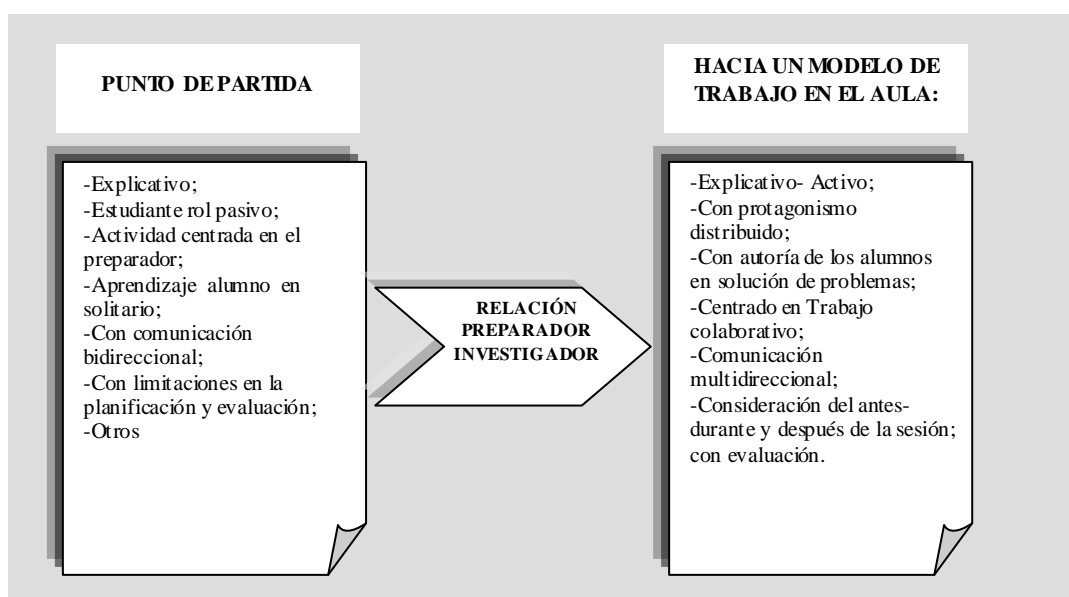 PUNTO DE PARTIDA
-Explicativo;
-Estudiante rol pasivo;
-Actividad centrada en el
preparador;
-Aprendizaje alumno en
solitario;
-Con comunicación
bidireccional;
-Con limitaciones en la
planificación y evaluación;
-Otros
RELACIÓN
PREPARADOR
INVESTIGADOR
HACIA UN MODELO DE
TRABAJO EN EL AULA:
-Explicativo- Activo;
-Con protagonismo
distribuido;
-Con autoría de los alumnos
en solución de problemas;
-Centrado en Trabajo
colaborativo;
-Comunicación
multidireccional;
-Consideración del antes-
durante y después de la sesión;
con evaluación.